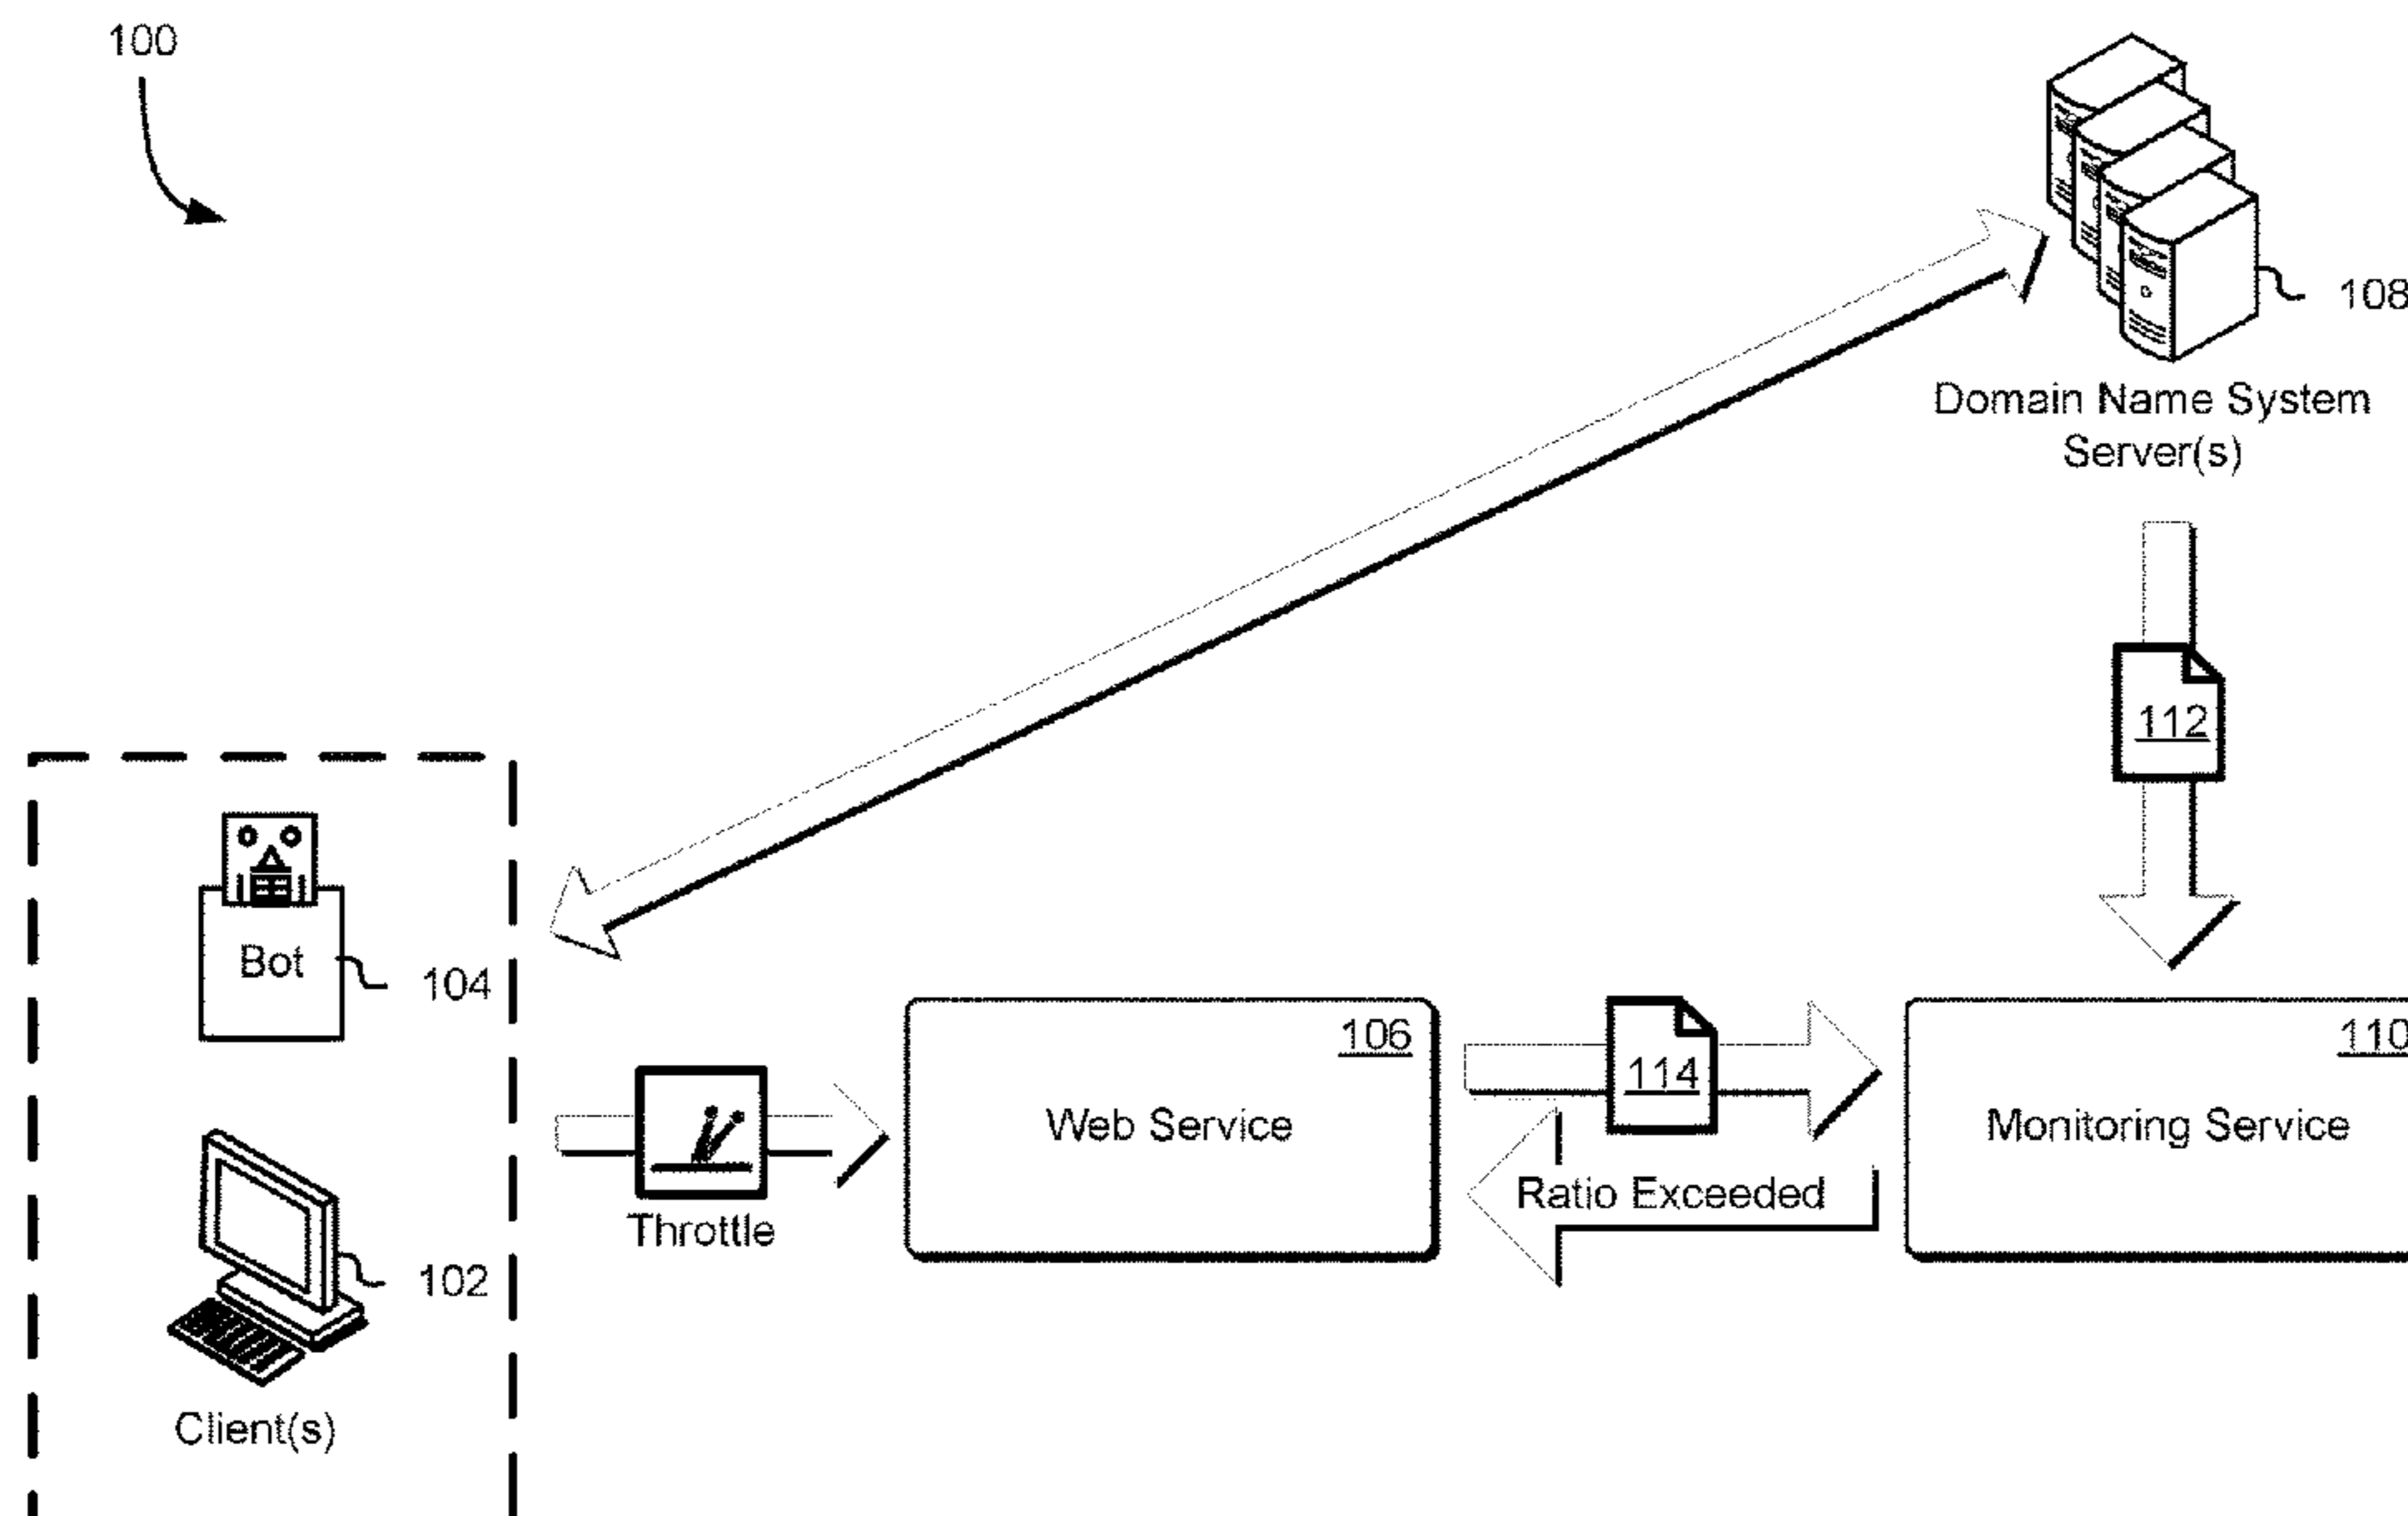 100
108
Domain Name System
Server(s)
112
Bot
104
106
Web Service
114
110
Monitoring Service
Ratio Exceeded
Throttle
102
Client(s)